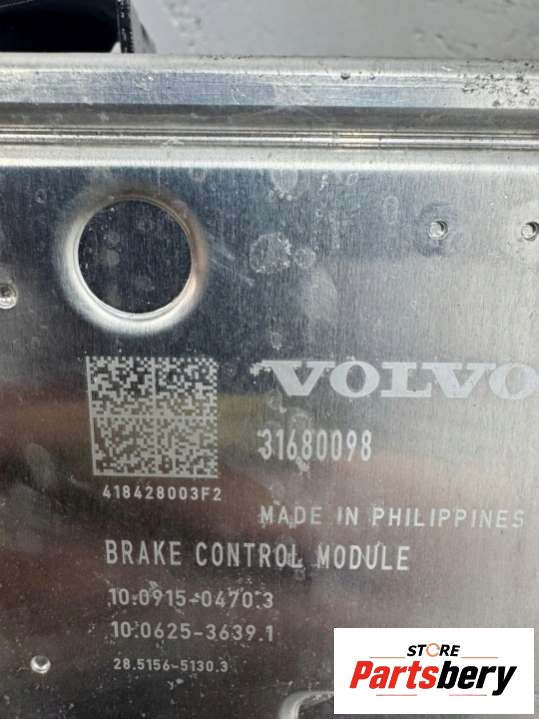 VOLVO
31680098
418428003F2
MADE IN PHILIPPINES
BRAKE CONTROL MODULE
10.0915-0470.3
10.0625-3639.1
28.5156-5130.3
STORE
Partsbery